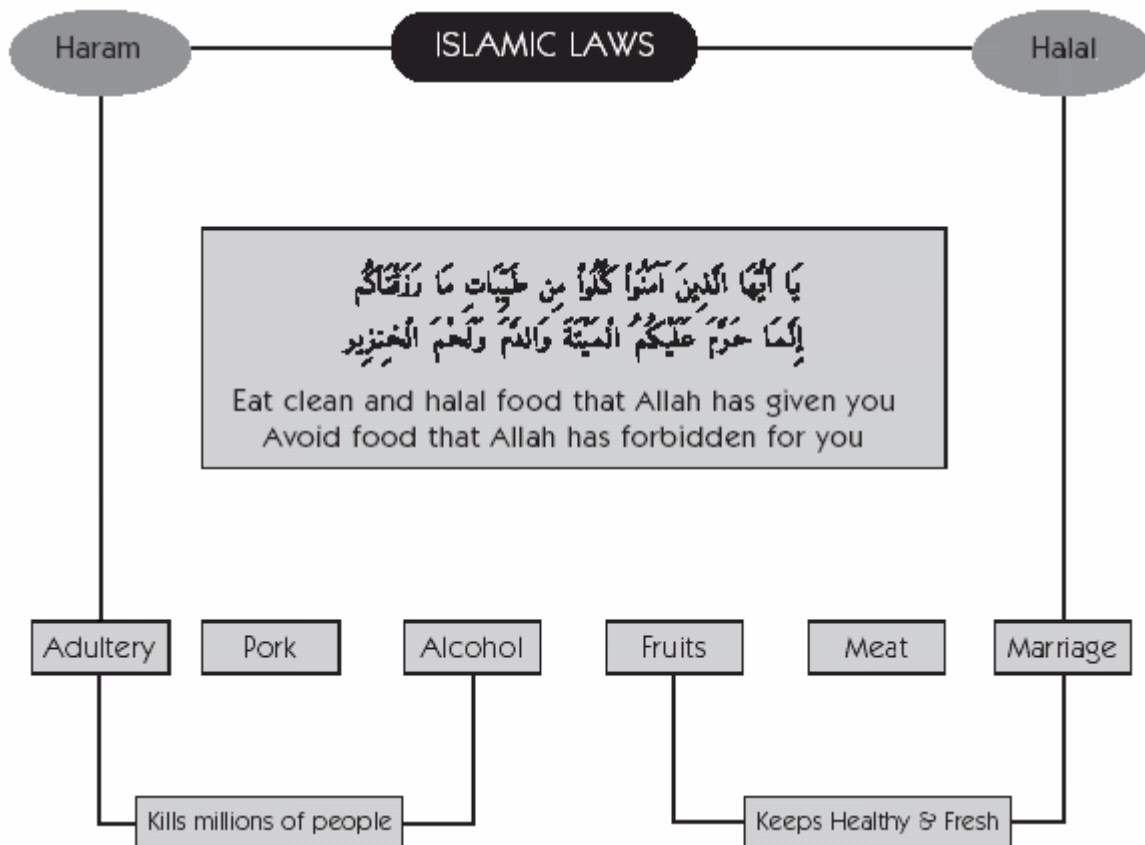 Haram
ISLAMIC LAWS
Halal
يَا أَيُّهَا الَّذِينَ آمَنُواْ كُلُواْ مِن طَيِّبَاتِ مَا رَزَقْنَاكُمْ
إِنَّمَا حَرَّمَ عَلَيْكُمُ الْمَيْتَةَ وَالدَّمَ وَلَحْمَ الْخِنزِيرِ
Eat clean and halal food that Allah has given you
Avoid food that Allah has forbidden for you
Adultery
Pork
Alcohol
Fruits
Meat
Marriage
Kills millions of people
Keeps Healthy & Fresh